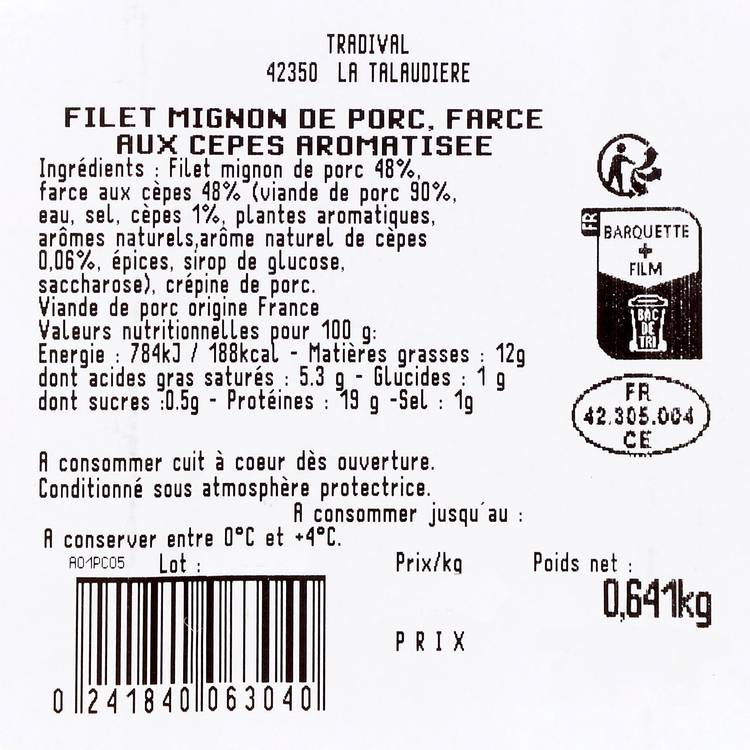 TRADIVAL
42350 LA TALAUDIERE
FILET MIGNON DE PORC, FARCE
AUX CEPES AROMATISEE
Ingrédients : Filet mignon de porc 48%,
farce aux cèpes 48% (viande de porc 90%,
eau, sel, cèpes 1%, plantes aromatiques,
arômes naturels,arôme naturel de cèpes
0,06%, épices, sirop de glucose,
saccharose), crépine de porc.
Viande de porc origine France
Valeurs nutritionnelles pour 100 g:
Energie : 784kJ / 188kcal - Matières grasses : 12g
dont acides gras saturés : 5.3 g - Glucides : 1 g
dont sucres :0.5g - Protéines : 19 g -Sel : 1g
FR
BARQUETTE
+
FILM
BAC
DE
TRI
FR
42.305.004
CE
A consommer cuit à coeur dès ouverture.
Conditionné sous atmosphère protectrice.
A consommer jusqu'au :
A conserver entre 0°C et +4°C.
A01PC05 Lot : Prix/kg Poids net :
0,641kg
PRIX
0 241840 063040